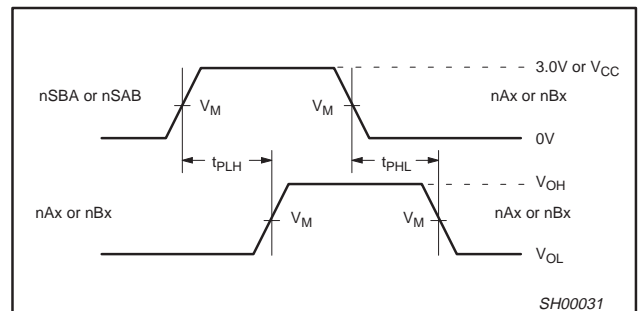 3.0V or VCC
nSBA or nSAB
VM
VM
nAx or nBx
0V
tPLH
tPHL
VOH
nAx or nBx
VM
VM
nAx or nBx
VOL
SH00031